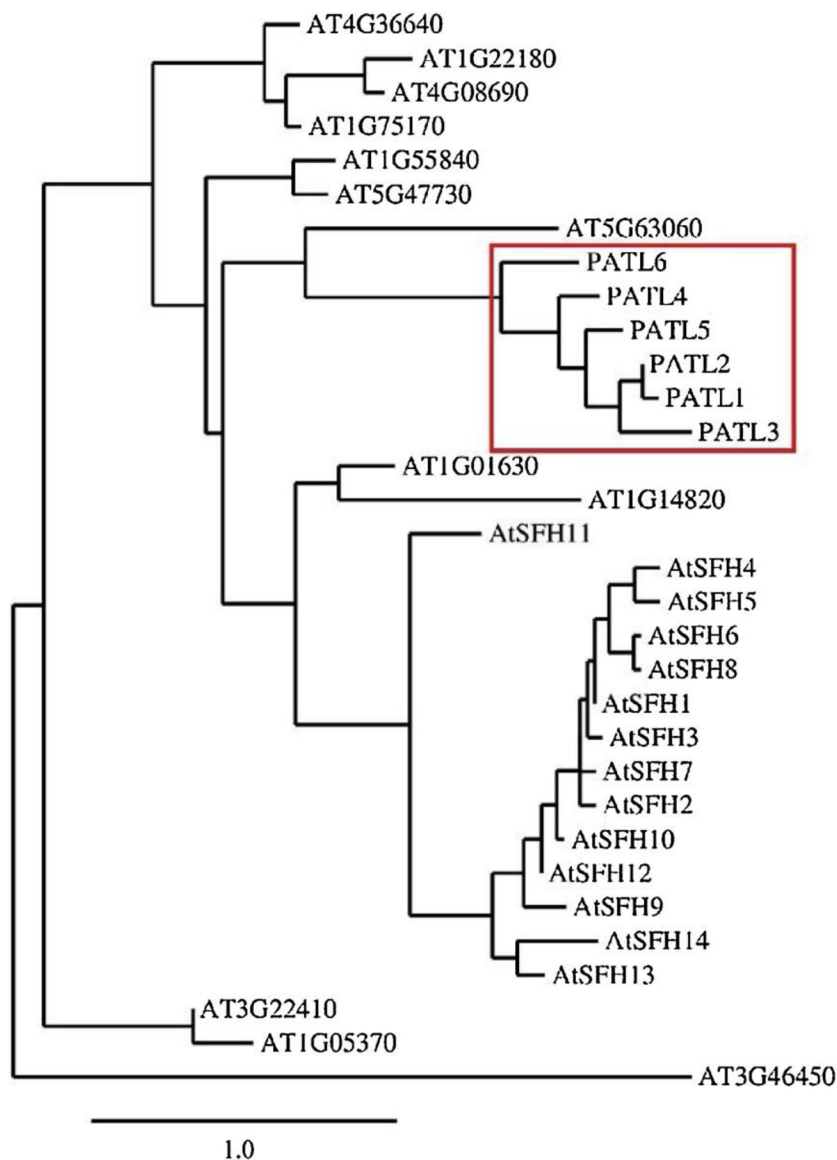 AT4G36640
AT1G22180
AT4G08690
AT1G75170
AT1G55840
AT5G47730
AT5G63060
PATL6
PATL4
PATL5
PATL2
PATL1
PATL3
AT1G01630
AT1G14820
AtSFH11
AtSFH4
AtSFH5
AtSFH6
AtSFH8
AtSFH1
AtSFH3
AtSFH7
AtSFH2
AtSFH10
AtSFH12
AtSFH9
AtSFH14
AtSFH13
AT3G22410
AT1G05370
AT3G46450
1.0